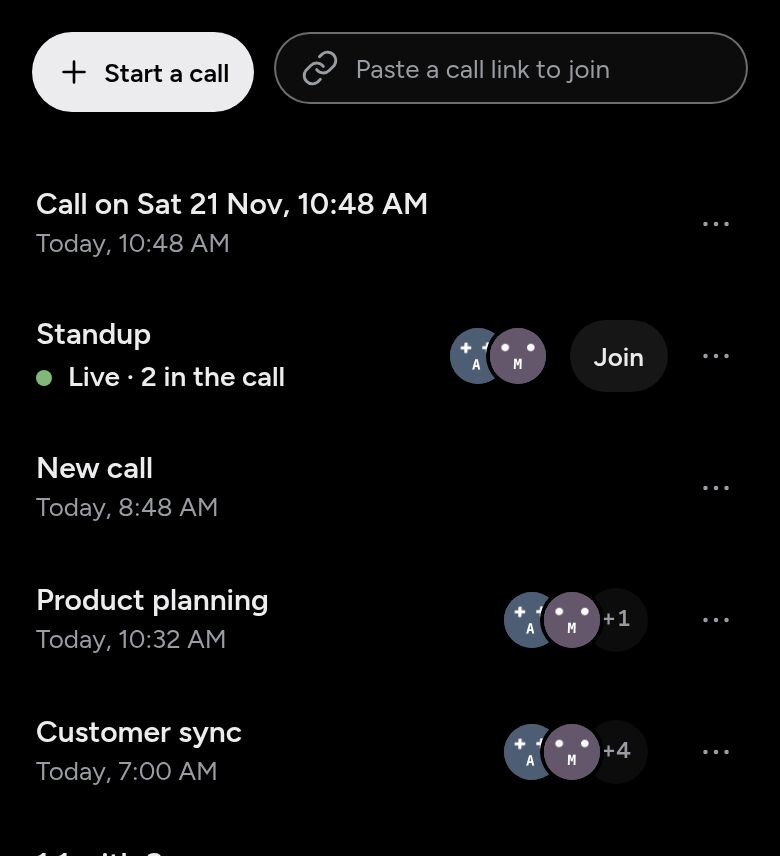 Start a call
Paste a call link to join
Call on Sat 21 Nov, 10:48 AM
Today, 10:48 AM
Standup
Live · 2 in the call
A
M
Join
New call
Today, 8:48 AM
Product planning
Today, 10:32 AM
A
M
+1
Customer sync
Today, 7:00 AM
A
M
+4